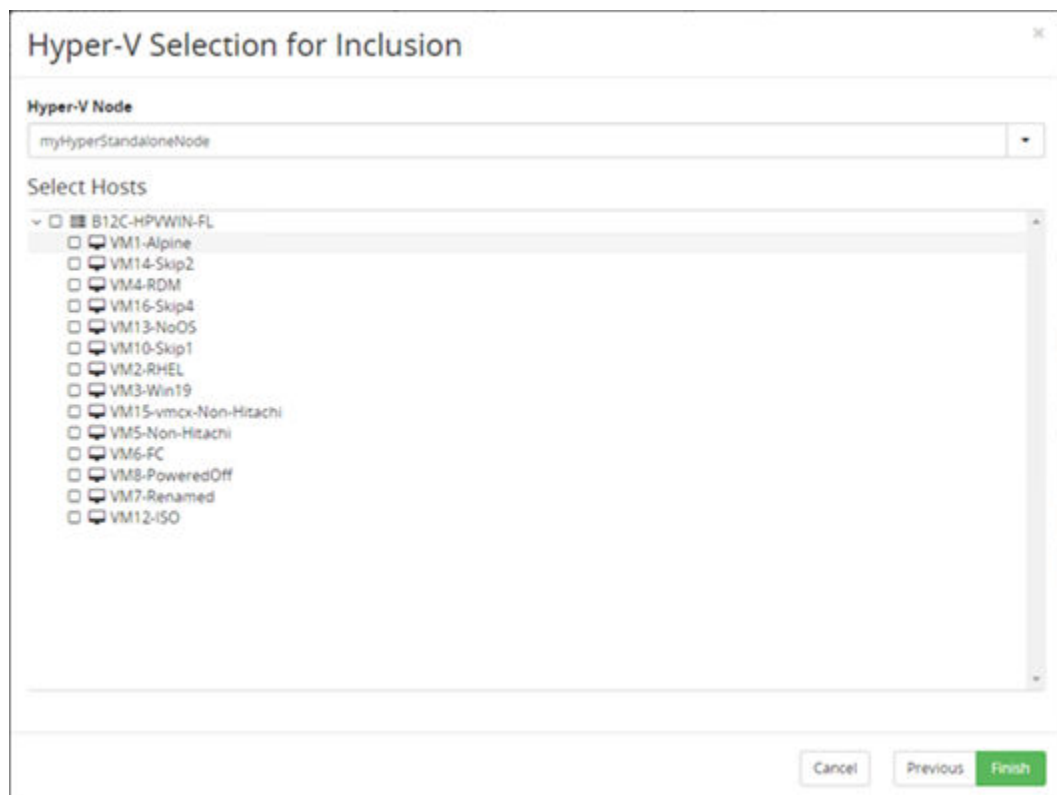 Hyper-V Selection for Inclusion
Hyper-V Node
myHyperStandaloneNode
Select Hosts
B12C-HPVWIN-FL
VM1-Alpine
VM14-Skip2
VM4-RDM
VM16-Skip4
VM13-NoOS
VM10-Skip1
VM2-RHEL
VM3-Win19
VM15-vmcx-Non-Hitachi
VM5-Non-Hitachi
VM6-FC
VM8-PoweredOff
VM7-Renamed
VM12-ISO
Cancel Previous Finish